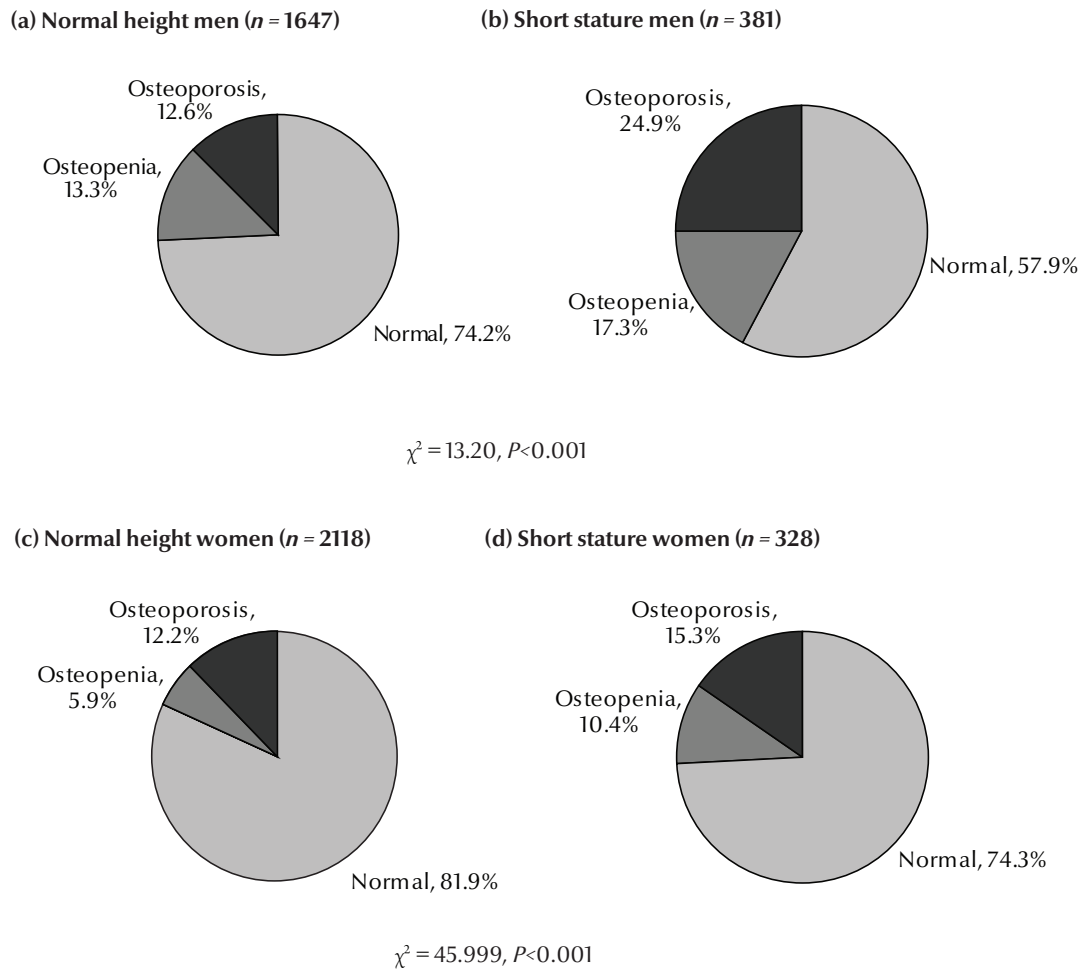 (a) Normal height men (n = 1647)
(b) Short stature men (n = 381)
Osteoporosis,
12.6%
Osteopenia,
13.3%
Normal, 74.2%
Osteoporosis,
24.9%
Normal, 57.9%
Osteopenia,
17.3%
χ² = 13.20, P<0.001
(c) Normal height women (n = 2118)
(d) Short stature women (n = 328)
Osteoporosis,
12.2%
Osteopenia,
5.9%
Normal, 81.9%
Osteoporosis,
15.3%
Osteopenia,
10.4%
Normal, 74.3%
χ² = 45.999, P<0.001